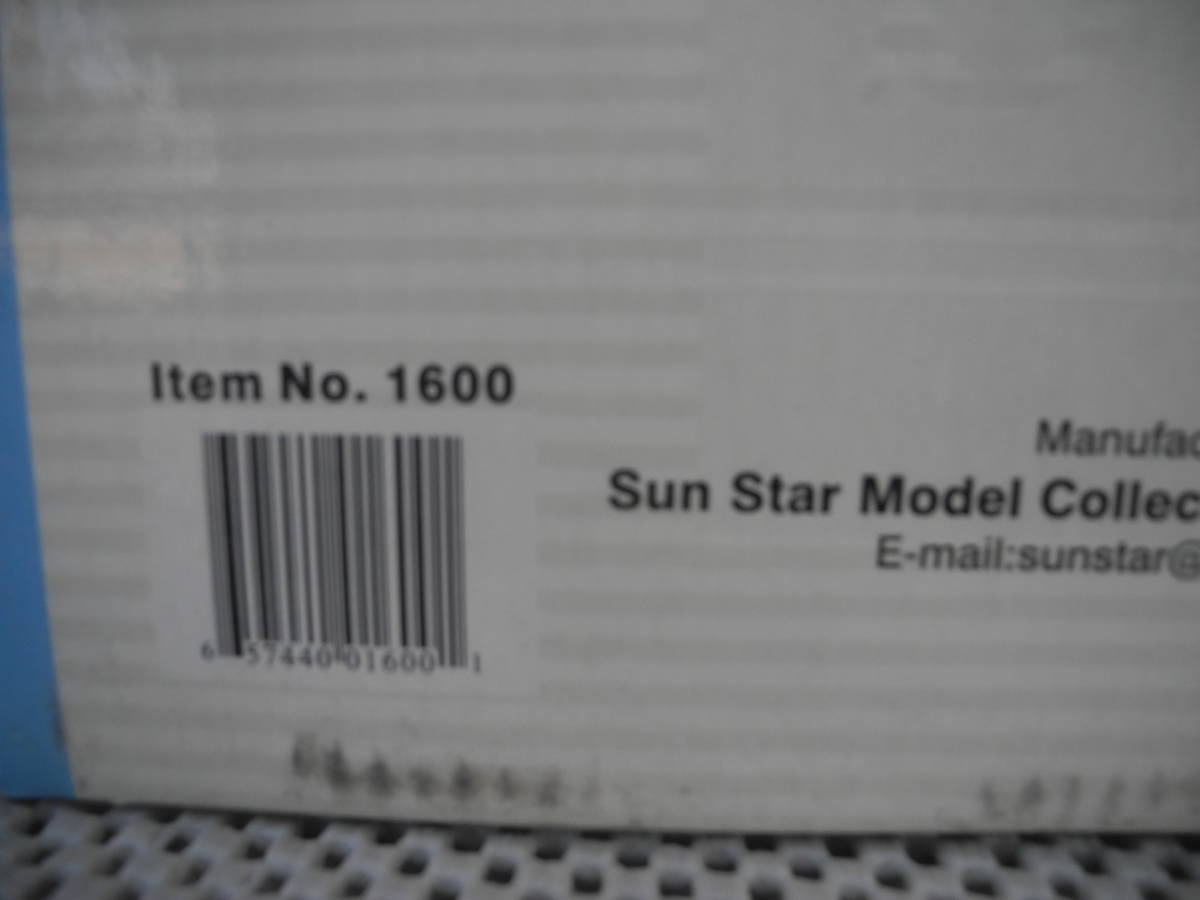 Item No. 1600
Manufac
Sun Star Model Collec
E-mail:sunstar@
6 57440 01600 1